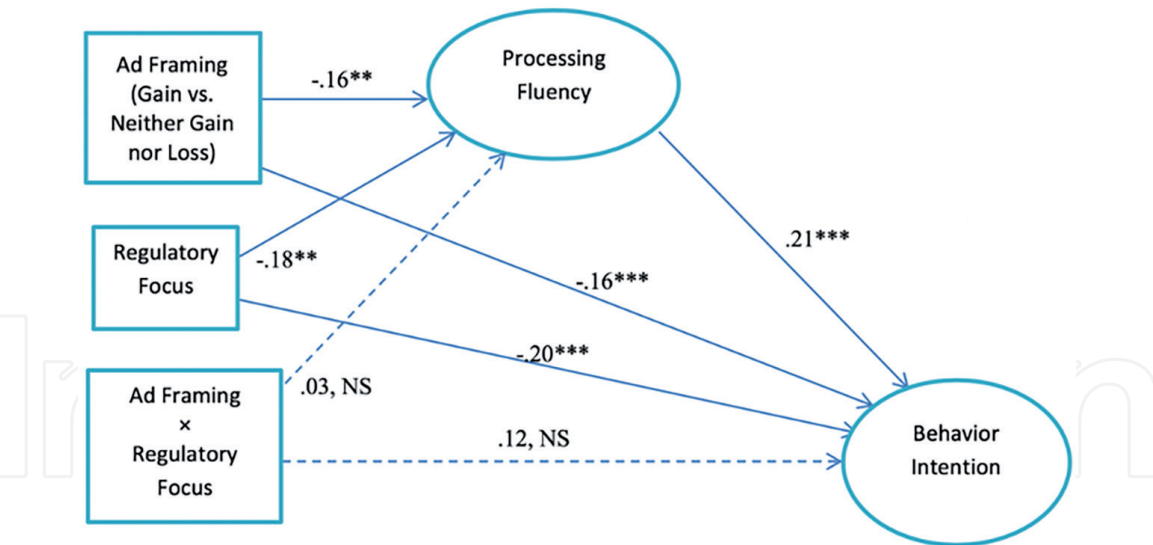 Ad Framing
(Gain vs.
Neither Gain
nor Loss)
-.16**
Processing
Fluency
Regulatory
Focus
-.18**
.21***
-.16***
-.20***
Ad Framing
×
Regulatory
Focus
.03, NS
.12, NS
Behavior
Intention